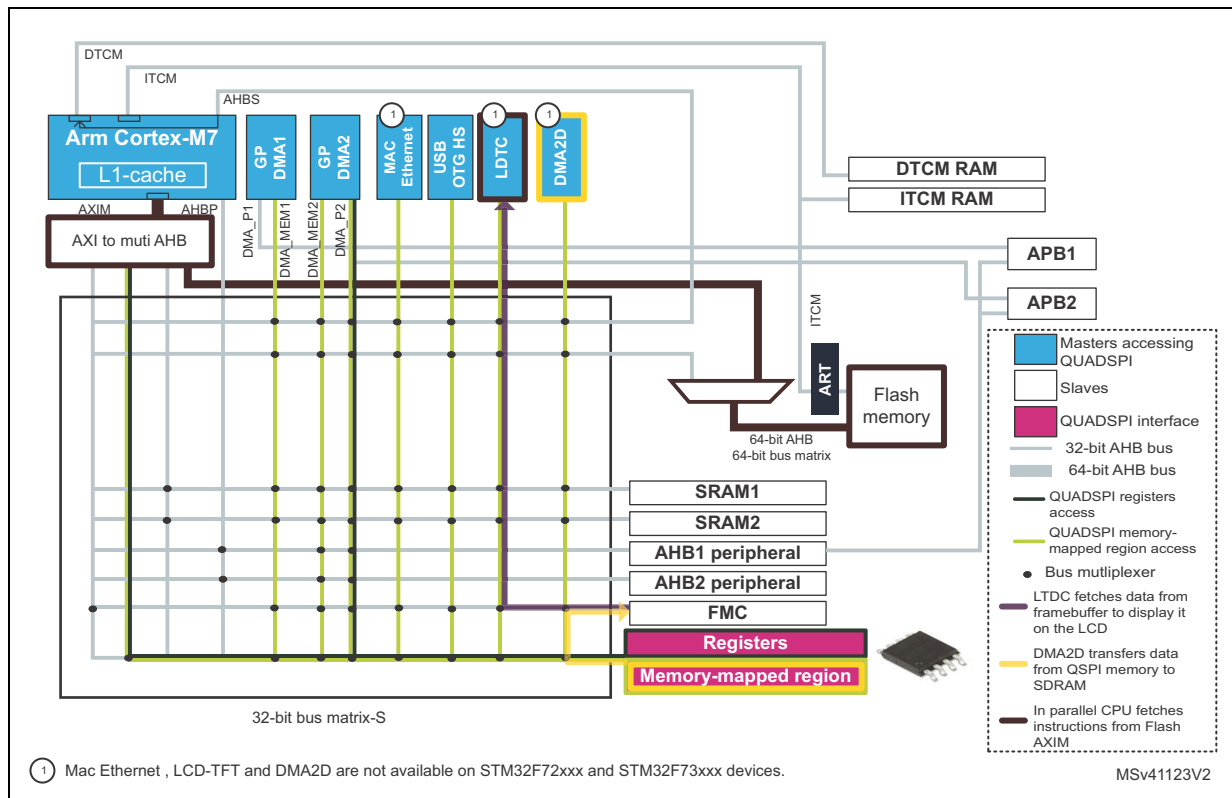 DTCM
ITCM
AHBS
1
1
1
Arm Cortex-M7
L1-cache
GP
DMA1
GP
DMA2
MAC
Ethernet
USB
OTG HS
LDTC
DMA2D
DTCM RAM
ITCM RAM
AXIM
AHBP
DMA_P1
DMA_MEM1
DMA_MEM2
DMA_P2
AXI to muti AHB
APB1
APB2
ITCM
ART
Flash
memory
64-bit AHB
64-bit bus matrix
SRAM1
SRAM2
AHB1 peripheral
AHB2 peripheral
FMC
Registers
Memory-mapped region
32-bit bus matrix-S
Masters accessing
QUADSPI
Slaves
QUADSPI interface
32-bit AHB bus
64-bit AHB bus
QUADSPI registers
access
QUADSPI memory-
mapped region access
Bus mutliplexer
LTDC fetches data from
framebuffer to display it
on the LCD
DMA2D transfers data
from QSPI memory to
SDRAM
In parallel CPU fetches
instructions from Flash
AXIM
1 Mac Ethernet , LCD-TFT and DMA2D are not available on STM32F72xxx and STM32F73xxx devices.
MSv41123V2